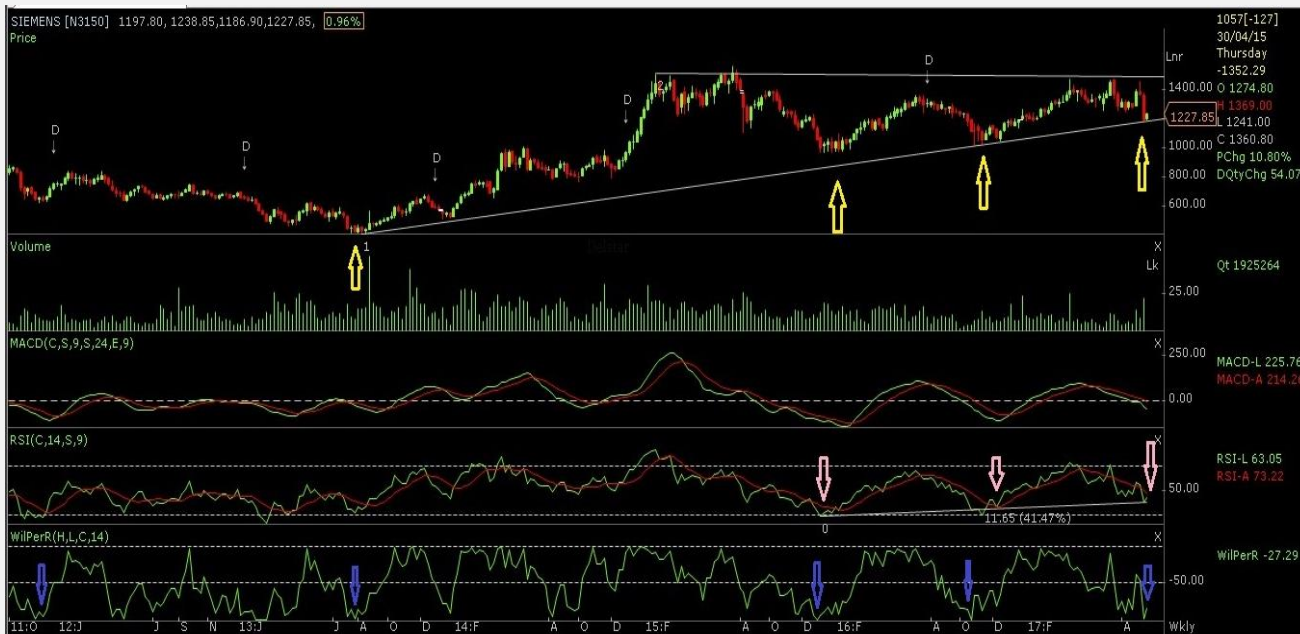 SIEMENS [N3150] 1197.80, 1238.85,1186.90,1227.85, 0.96%
Price
1057[-127]
30/04/15
Thursday
-1352.29
O 1274.80
H 1369.00
L 1241.00
C 1360.80
PChg 10.80%
DQtyChg 54.07
Lnr
1400.00
1227.85
1000.00
800.00
600.00
D
D
D
D
D
2
1
Volume
X
Lk
25.00
Qt 1925264
MACD(C,S,9,S,24,E,9)
X
250.00
0.00
MACD-L 225.76
MACD-A 214.26
RSI(C,14,S,9)
X
50.00
RSI-L 63.05
RSI-A 73.22
11.65 (41.47%)
0
WilPerR(H,L,C,14)
X
-50.00
WilPerR -27.29
11:O 12:J J S N 13:J J A O D 14:F A O D 15:F A O D 16:F A O D 17:F A Wkly